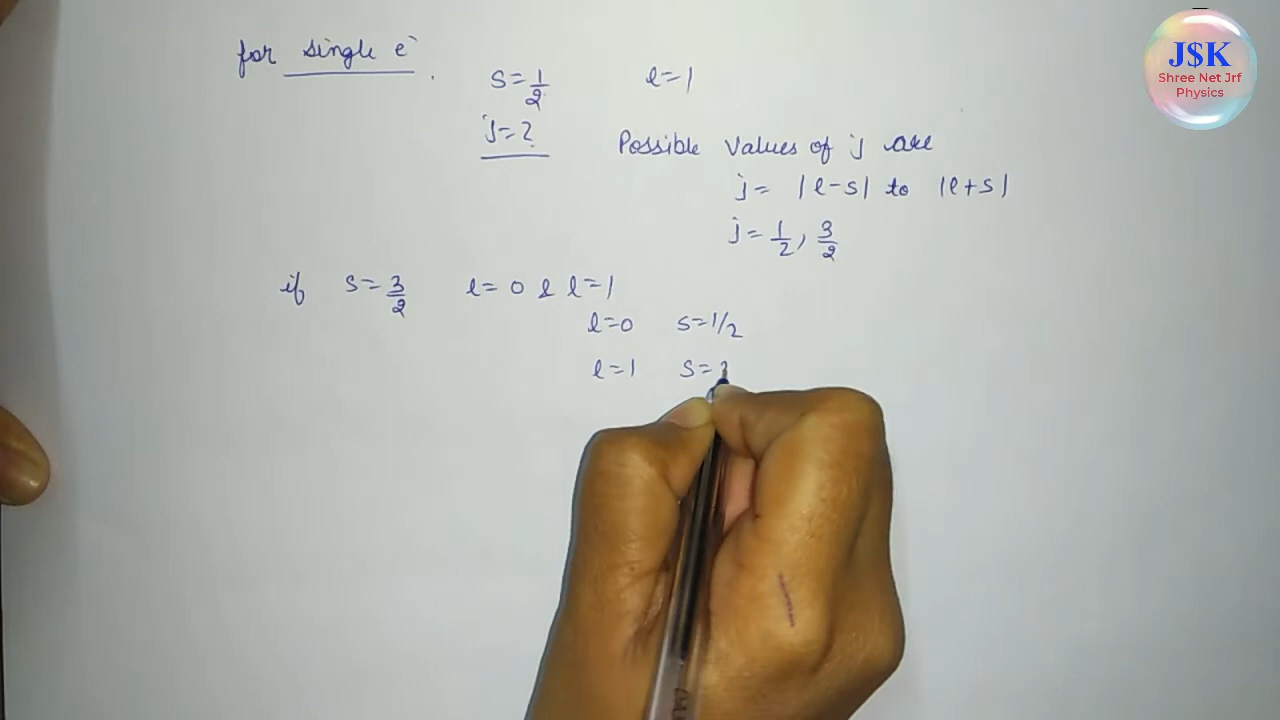 for single e⁻
s=1/2 l=1
j=?
Possible values of j are
j= |l-s| to |l+s|
j=1/2, 3/2
if s=3/2 l=0 & l=1
l=0 s=1/2
l=1 s=
JSK
Shree Net Jrf
Physics